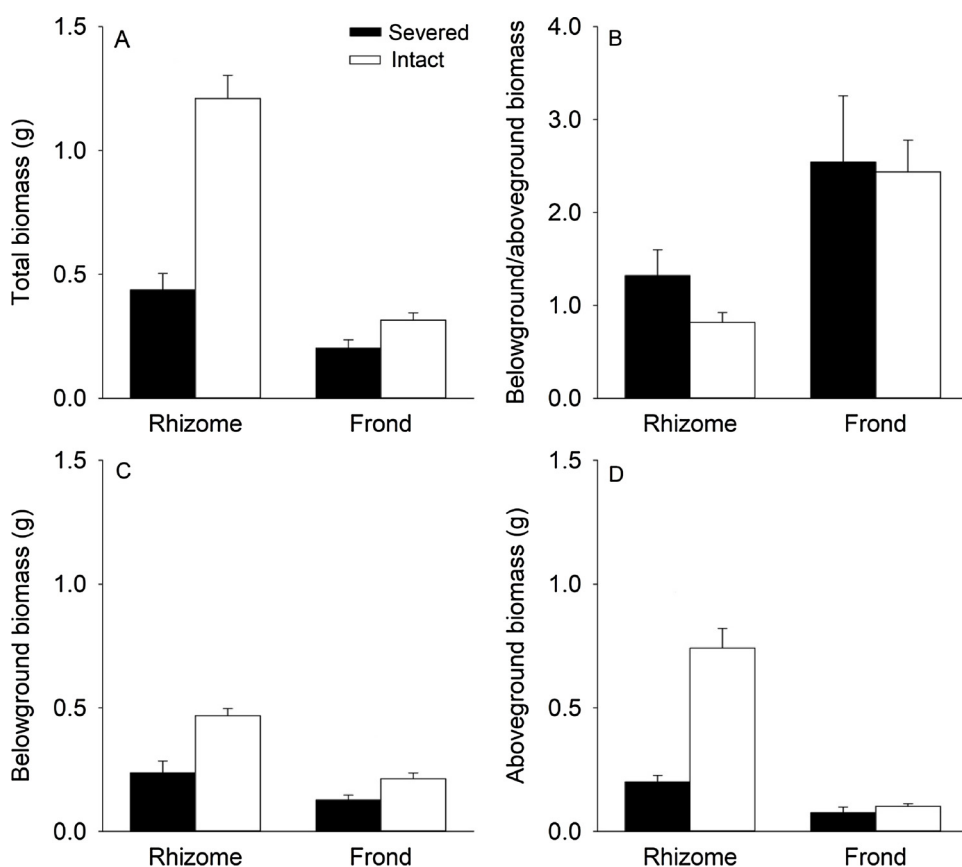 A
Severed
Intact
Total biomass (g)
1.5
1.0
0.5
0.0
Rhizome Frond
B
Belowground/aboveground biomass
4.0
3.0
2.0
1.0
0.0
Rhizome Frond
C
Belowground biomass (g)
1.5
1.0
0.5
0.0
Rhizome Frond
D
Aboveground biomass (g)
1.5
1.0
0.5
0.0
Rhizome Frond